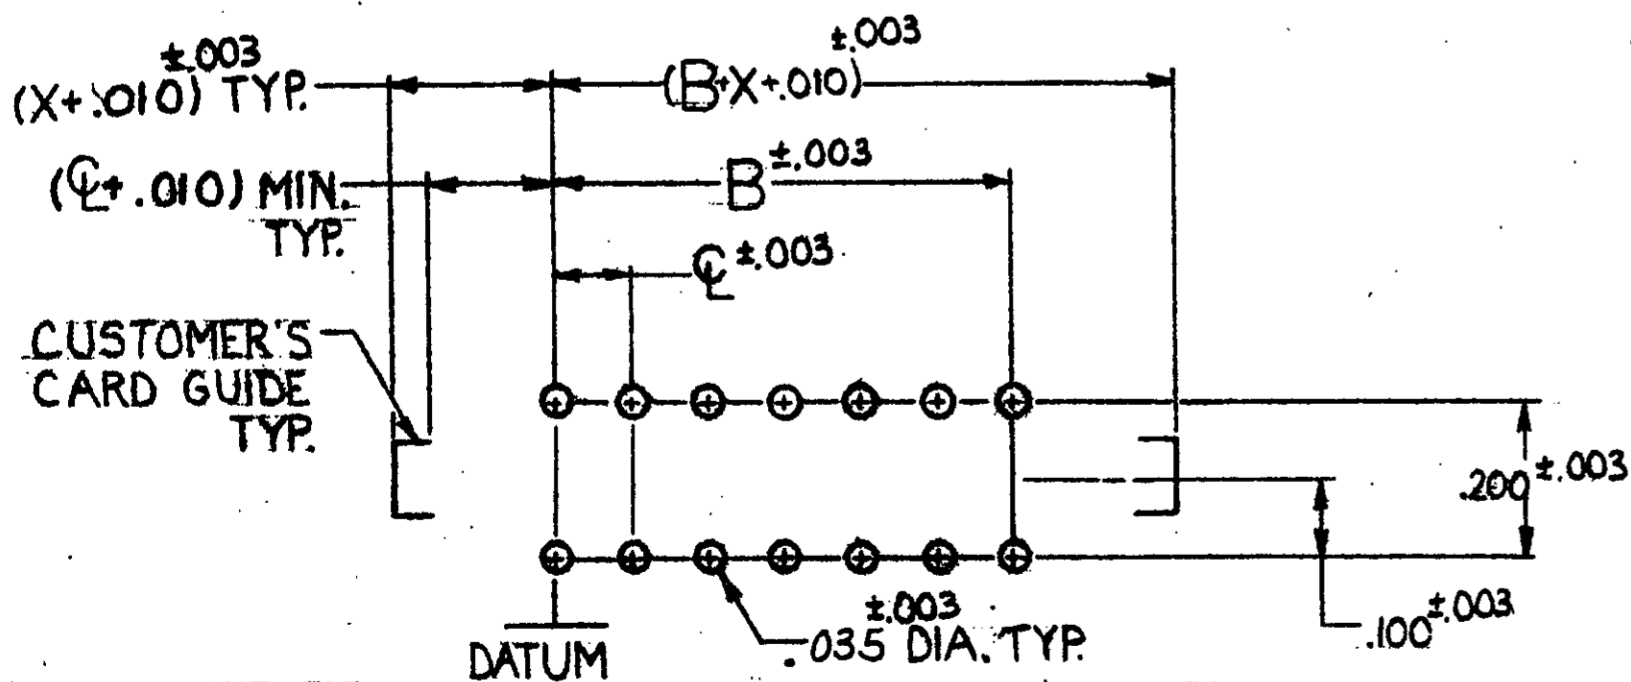 (X+.010) ±.003 TYP.
(B+X+.010) ±.003
(℄+.010) MIN.
TYP.
B ±.003
℄ ±.003
CUSTOMER'S
CARD GUIDE
TYP.
.200 ±.003
.100 ±.003
.035 ±.003 DIA. TYP.
DATUM